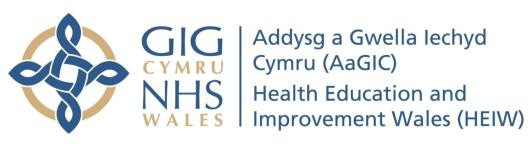 GIG
CYMRU
NHS
WALES
Addysg a Gwella Iechyd
Cymru (AaGIC)
Health Education and
Improvement Wales (HEIW)